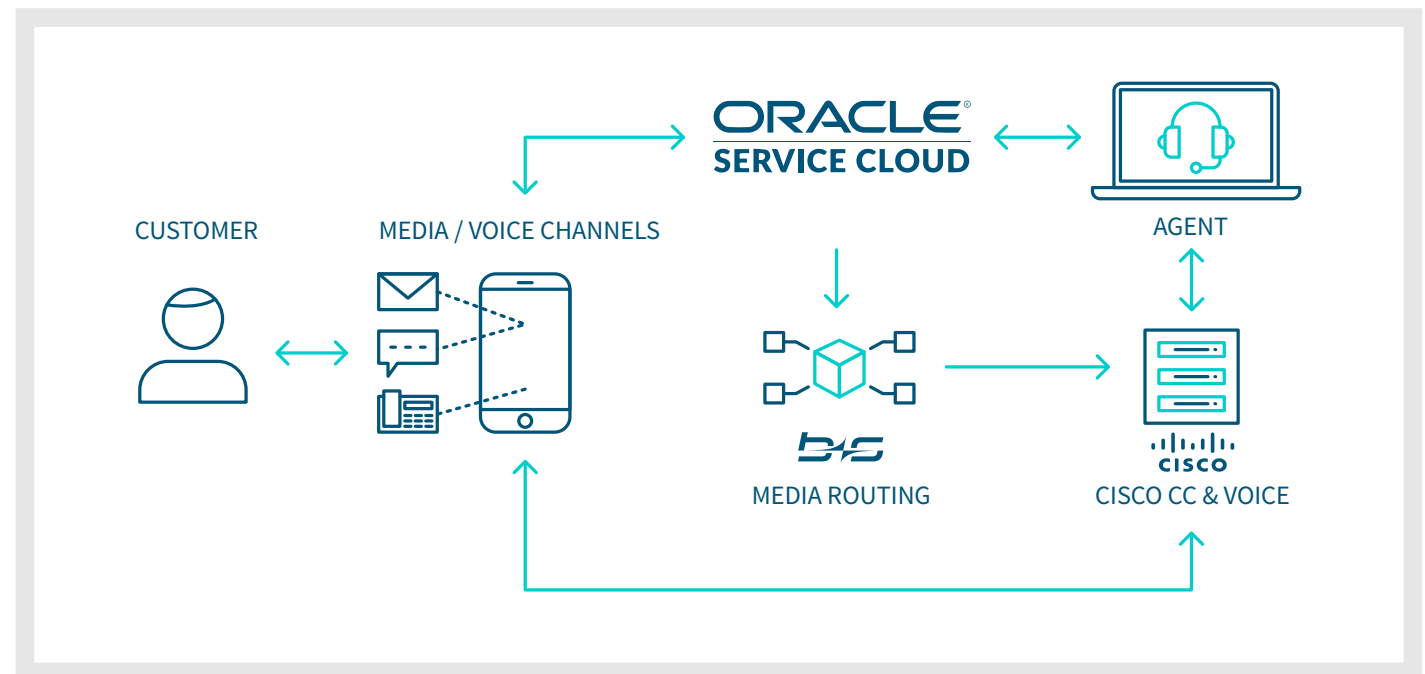 ORACLE®
SERVICE CLOUD
CUSTOMER
MEDIA / VOICE CHANNELS
AGENT
b+s
MEDIA ROUTING
CISCO
CISCO CC & VOICE